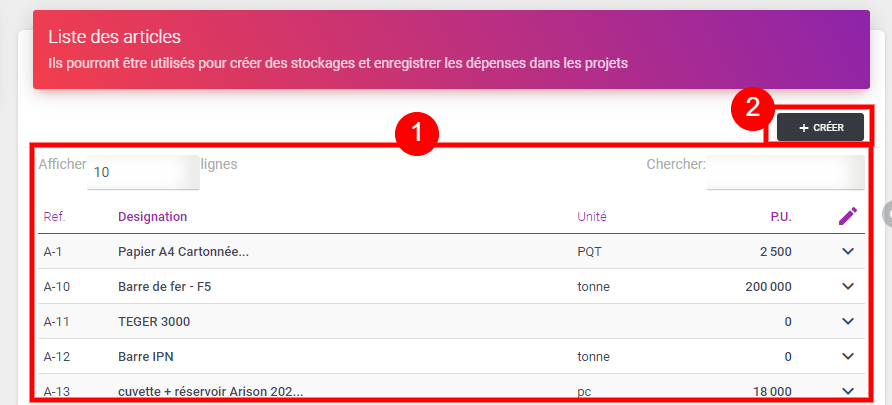 Liste des articles
Ils pourront être utilisés pour créer des stockages et enregistrer les dépenses dans les projets
2
+ CRÉER
1
Afficher 10 lignes Chercher:
Ref. Designation Unité P.U.
A-1 Papier A4 Cartonnée... PQT 2 500
A-10 Barre de fer - F5 tonne 200 000
A-11 TEGER 3000 0
A-12 Barre IPN tonne 0
A-13 cuvette + réservoir Arison 202... pc 18 000